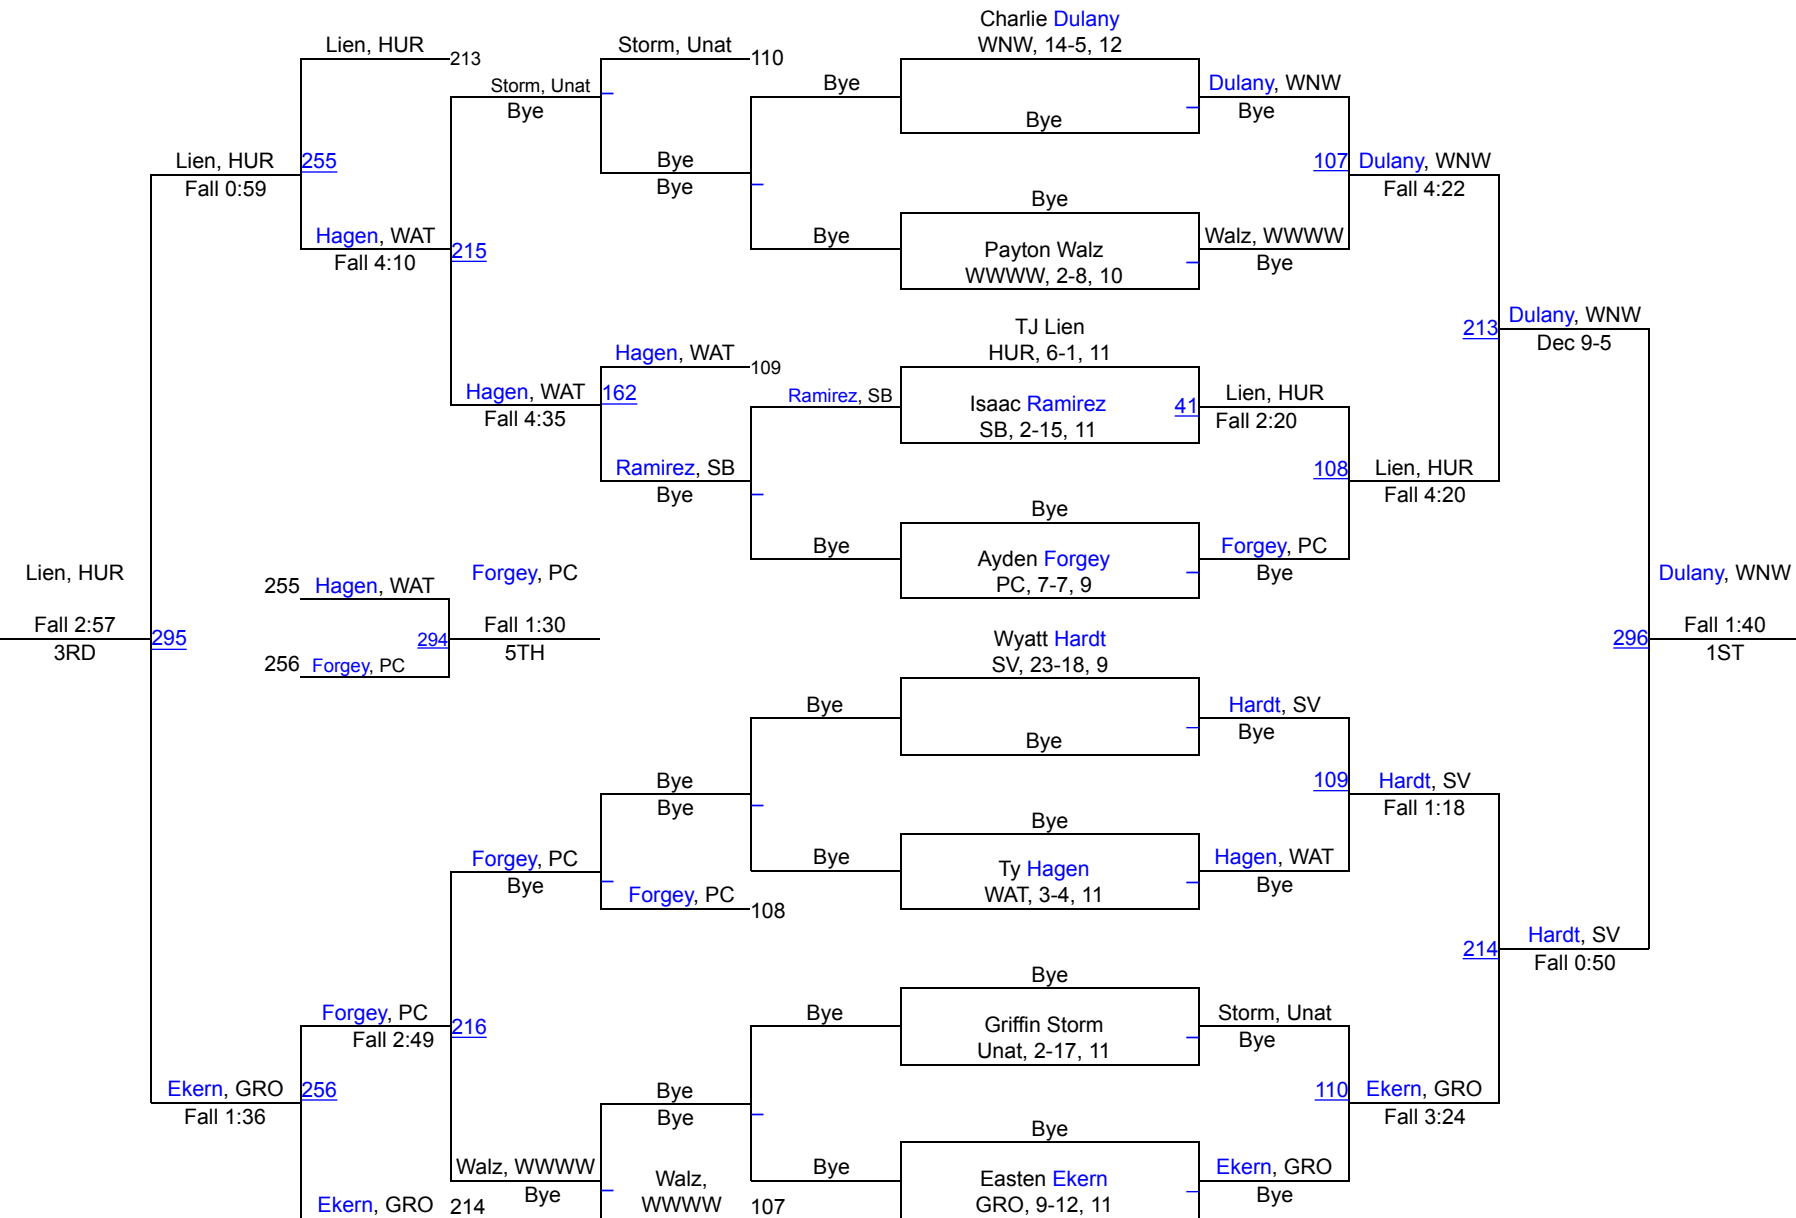 Charlie Dulany
Lien, HUR
213
Storm, Unat
110
WNW, 14-5, 12
Storm, Unat
Bye
Bye
Bye
Dulany, WNW
Bye
Lien, HUR
255
Fall 0:59
Bye
Bye
107
Dulany, WNW
Fall 4:22
Hagen, WAT
215
Fall 4:10
Bye
Bye
Payton Walz
WWWW, 2-8, 10
Walz, WWWW
Bye
TJ Lien
HUR, 6-1, 11
213
Dulany, WNW
Dec 9-5
Hagen, WAT
109
Hagen, WAT
162
Fall 4:35
Ramirez, SB
Isaac Ramirez
SB, 2-15, 11
41
Lien, HUR
Fall 2:20
Ramirez, SB
Bye
108
Lien, HUR
Fall 4:20
Bye
Bye
Ayden Forgey
PC, 7-7, 9
Forgey, PC
Bye
Lien, HUR
Fall 2:57
3RD
295
255
Hagen, WAT
256
Forgey, PC
294
Forgey, PC
Fall 1:30
5TH
Dulany, WNW
296
Fall 1:40
1ST
Wyatt Hardt
SV, 23-18, 9
Bye
Bye
Hardt, SV
Bye
Bye
Bye
109
Hardt, SV
Fall 1:18
Forgey, PC
Bye
Forgey, PC
108
Bye
Bye
Ty Hagen
WAT, 3-4, 11
Hagen, WAT
Bye
214
Hardt, SV
Fall 0:50
Forgey, PC
216
Fall 2:49
Bye
Bye
Griffin Storm
Unat, 2-17, 11
Storm, Unat
Bye
Ekern, GRO
256
Fall 1:36
Bye
Bye
110
Ekern, GRO
Fall 3:24
Walz, WWWW
Bye
Ekern, GRO
214
Walz,
WWWW
107
Bye
Bye
Easten Ekern
GRO, 9-12, 11
Ekern, GRO
Bye